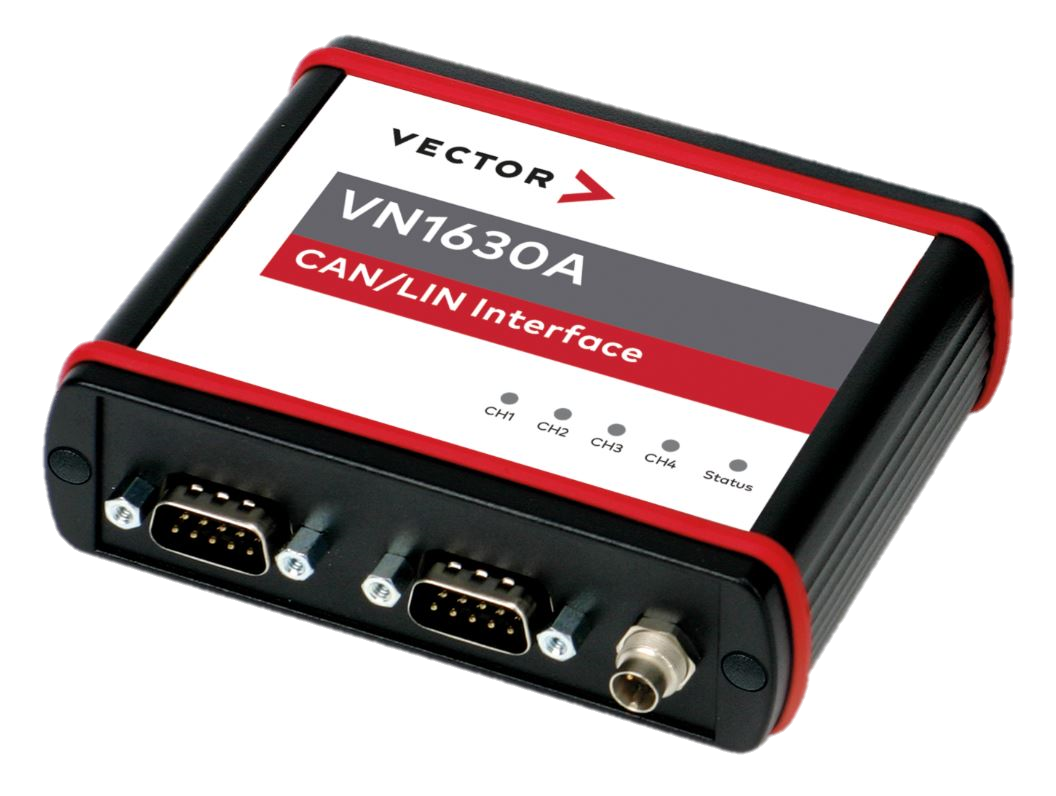 VECTOR
VN1630A
CAN/LIN Interface
CH1 CH2 CH3 CH4 Status